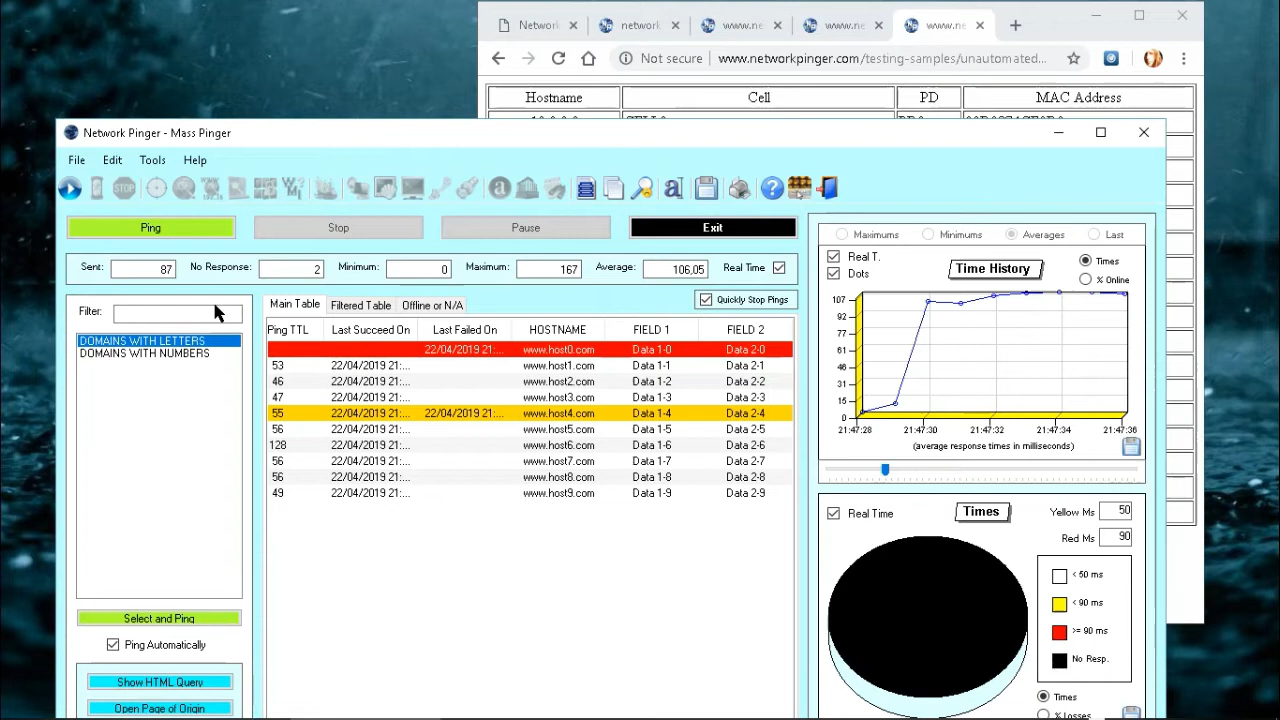 Network
network
www.ne
www.ne
www.ne
Not secure
www.networkpinger.com/testing-samples/unautomated...
Hostname Cell PD MAC Address
Network Pinger - Mass Pinger
File Edit Tools Help
Ping Stop Pause Exit
Sent: 87 No Response: 2 Minimum: 0 Maximum: 167 Average: 106,05 Real Time
Filter:
DOMAINS WITH LETTERS
DOMAINS WITH NUMBERS
Select and Ping
Ping Automatically
Show HTML Query
Open Page of Origin
Main Table Filtered Table Offline or N/A Quickly Stop Pings
Ping TTL Last Succeed On Last Failed On HOSTNAME FIELD 1 FIELD 2
22/04/2019 21:... www.host0.com Data 1-0 Data 2-0
53 22/04/2019 21:... www.host1.com Data 1-1 Data 2-1
46 22/04/2019 21:... www.host2.com Data 1-2 Data 2-2
47 22/04/2019 21:... www.host3.com Data 1-3 Data 2-3
55 22/04/2019 21:... 22/04/2019 21:... www.host4.com Data 1-4 Data 2-4
56 22/04/2019 21:... www.host5.com Data 1-5 Data 2-5
128 22/04/2019 21:... www.host6.com Data 1-6 Data 2-6
56 22/04/2019 21:... www.host7.com Data 1-7 Data 2-7
56 22/04/2019 21:... www.host8.com Data 1-8 Data 2-8
49 22/04/2019 21:... www.host9.com Data 1-9 Data 2-9
Maximums Minimums Averages Last
Real T.
Dots
Time History
Times
% Online
107
92
77
61
46
31
15
0
21:47:28 21:47:30 21:47:32 21:47:34 21:47:36
(average response times in milliseconds)
Real Time
Times
Yellow Ms 50
Red Ms 90
< 50 ms
< 90 ms
>= 90 ms
No Resp.
Times
% Losses